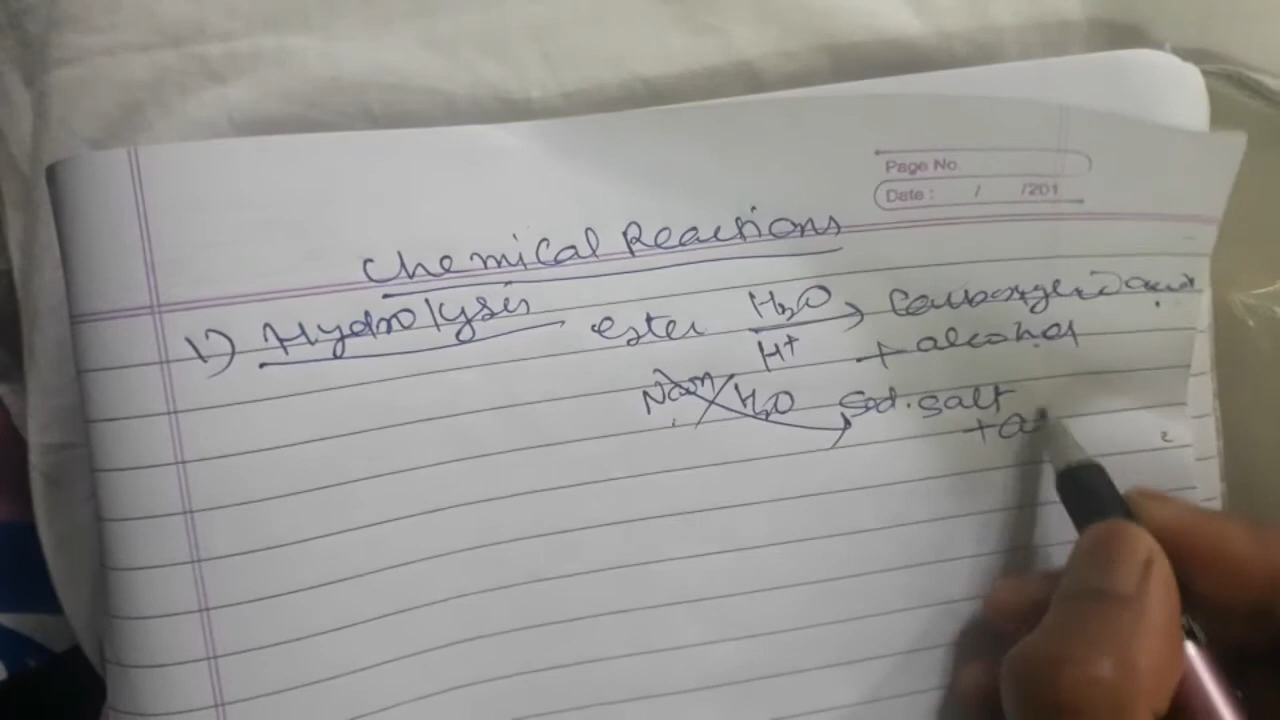 Page No.
Date : / /201
Chemical Reactions
1) Hydrolysis ester H2O → Carboxylic acid
H+ + alcohol
NaOH/H2O → Sod. salt
+ a